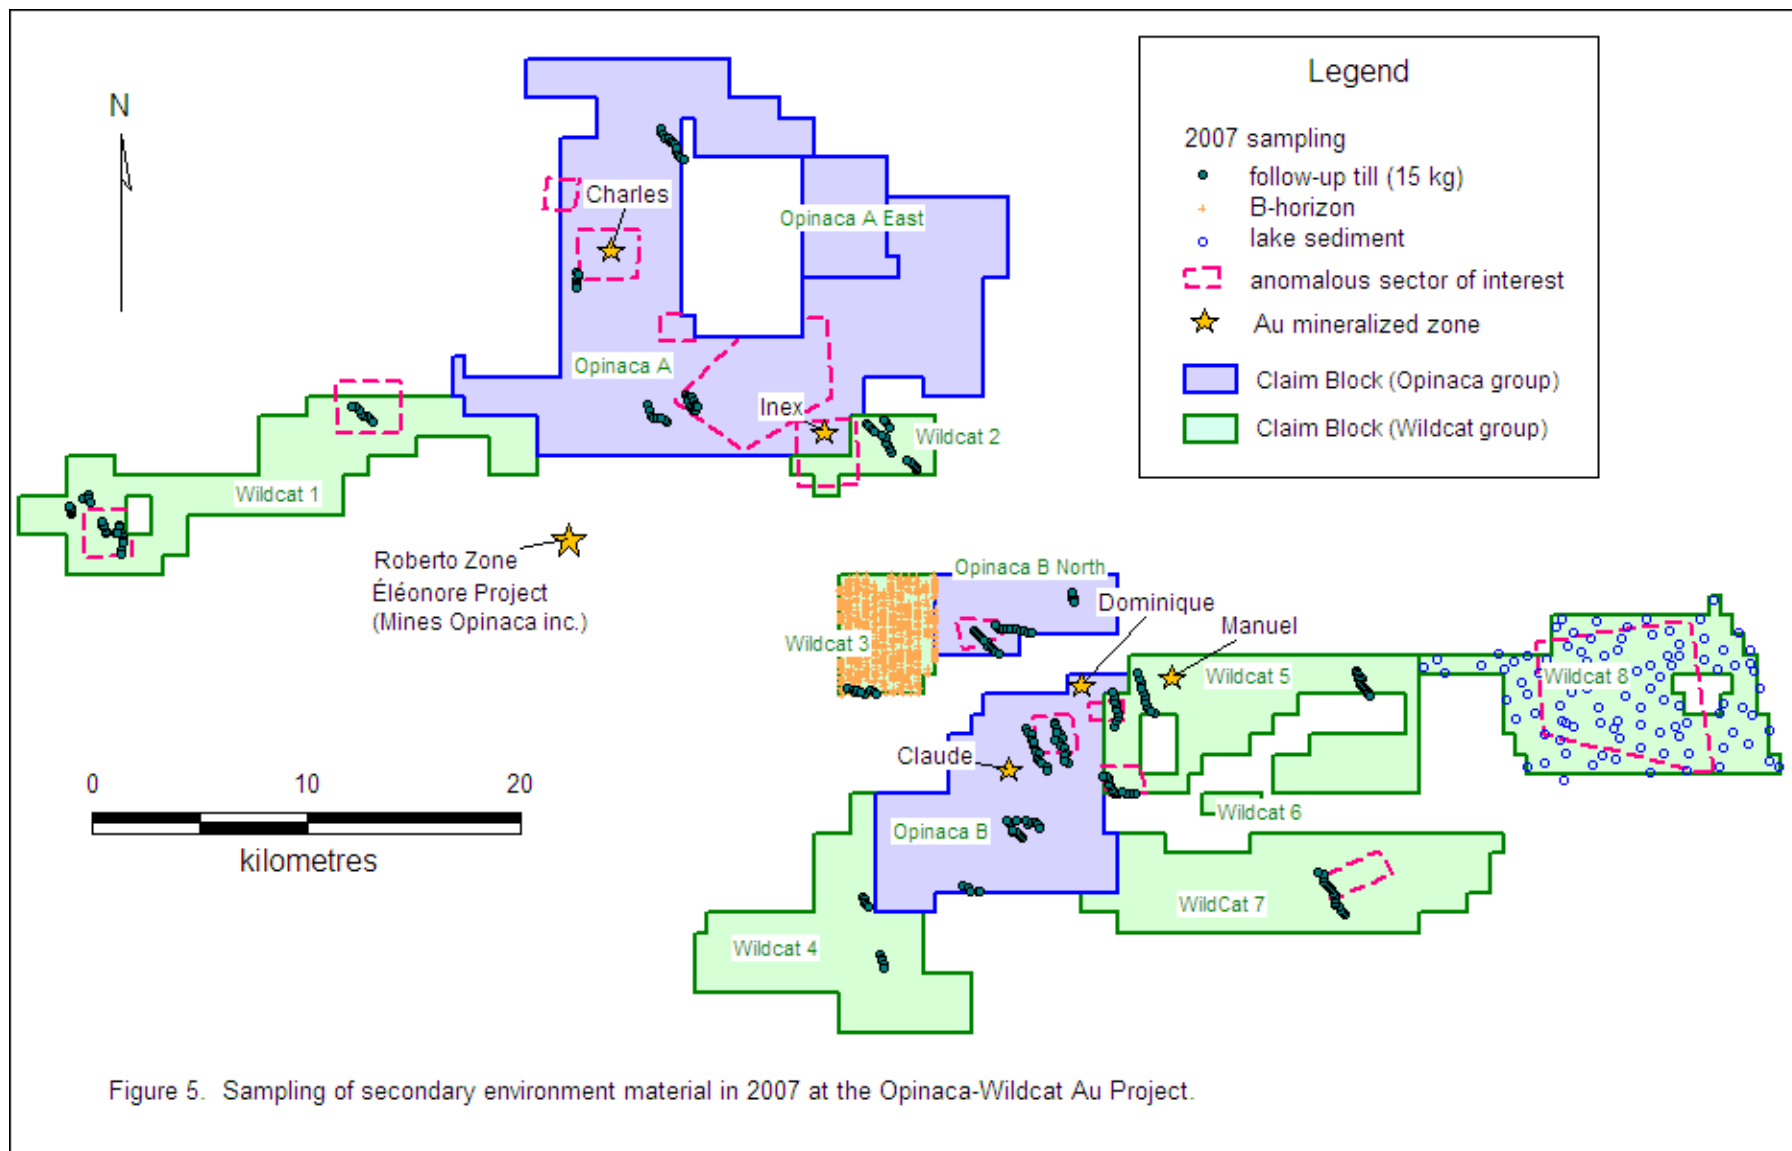 N
Legend
2007 sampling
follow-up till (15 kg)
B-horizon
lake sediment
anomalous sector of interest
Au mineralized zone
Claim Block (Opinaca group)
Claim Block (Wildcat group)
Charles
Opinaca A East
Opinaca A
Inex
Wildcat 2
Wildcat 1
Roberto Zone
Éléonore Project
(Mines Opinaca inc.)
Opinaca B North
Dominique
Manuel
Wildcat 3
Wildcat 5
Wildcat 8
Claude
Wildcat 6
Opinaca B
WildCat 7
Wildcat 4
0 10 20
kilometres
Figure 5. Sampling of secondary environment material in 2007 at the Opinaca-Wildcat Au Project.